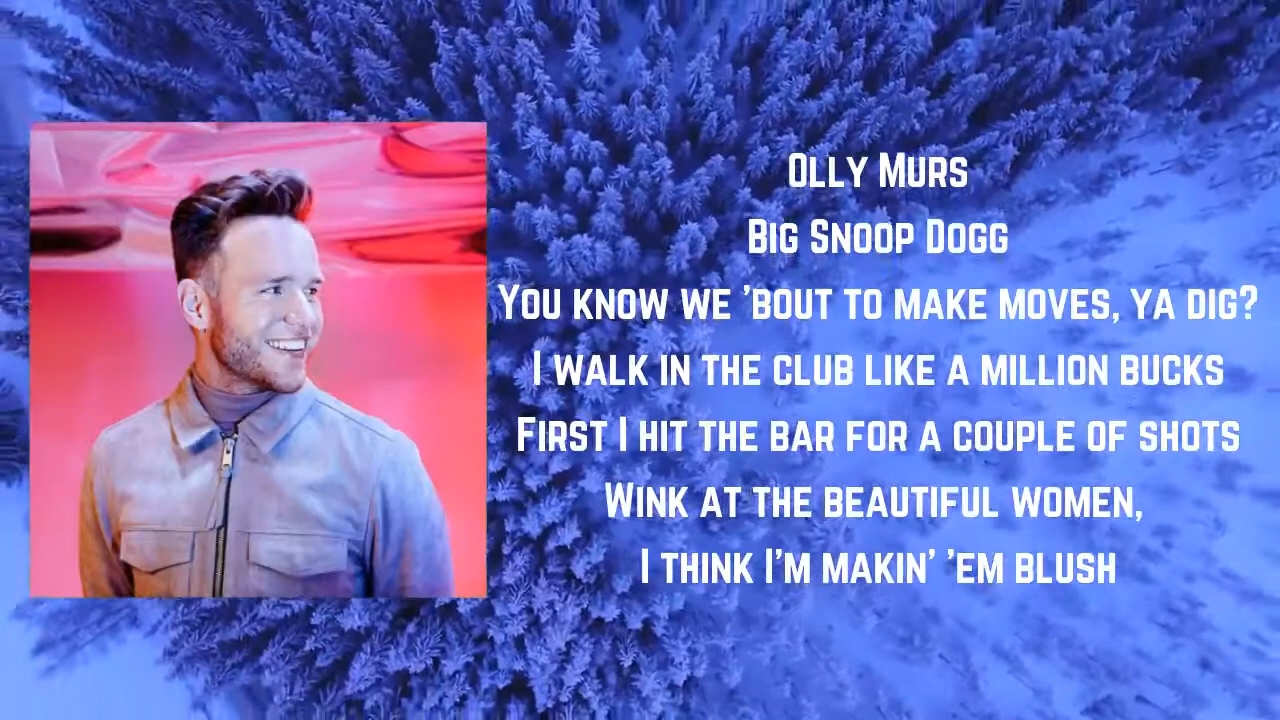 Olly Murs
Big Snoop Dogg
You know we 'bout to make moves, ya dig?
I walk in the club like a million bucks
First I hit the bar for a couple of shots
Wink at the beautiful women,
I think I'm makin' 'em blush